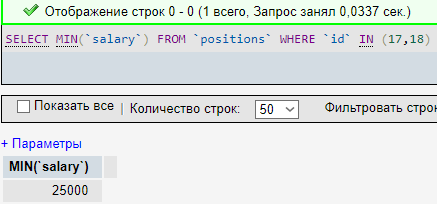 Отображение строк 0 - 0 (1 всего, Запрос занял 0,0337 сек.)
SELECT MIN(`salary`) FROM `positions` WHERE `id` IN (17,18)
Показать все | Количество строк: 50 Фильтровать строк
+ Параметры
MIN(`salary`)
25000